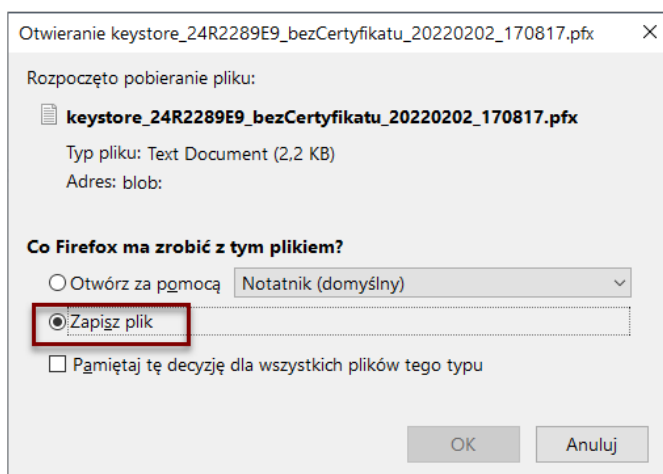 Otwieranie keystore_24R2289E9_bezCertyfikatu_20220202_170817.pfx
Rozpoczęto pobieranie pliku:
keystore_24R2289E9_bezCertyfikatu_20220202_170817.pfx
Typ pliku: Text Document (2,2 KB)
Adres: blob:
Co Firefox ma zrobić z tym plikiem?
Otwórz za pomocą Notatnik (domyślny)
Zapisz plik
Pamiętaj tę decyzję dla wszystkich plików tego typu
OK Anuluj